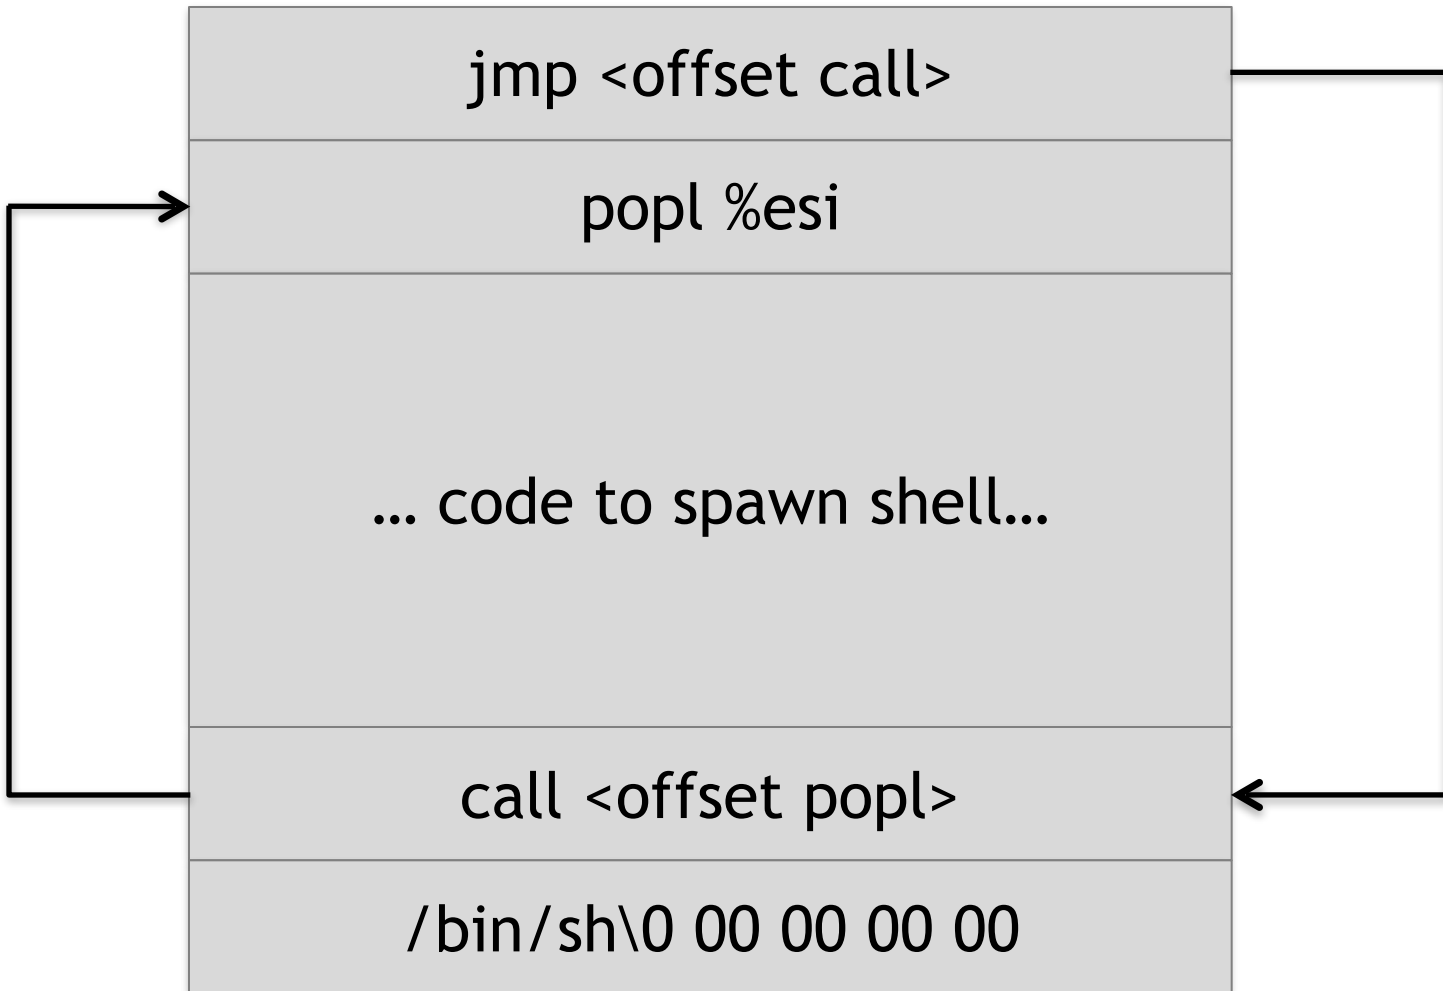 jmp <offset call>
popl %esi
… code to spawn shell…
call <offset popl>
/bin/sh\0 00 00 00 00